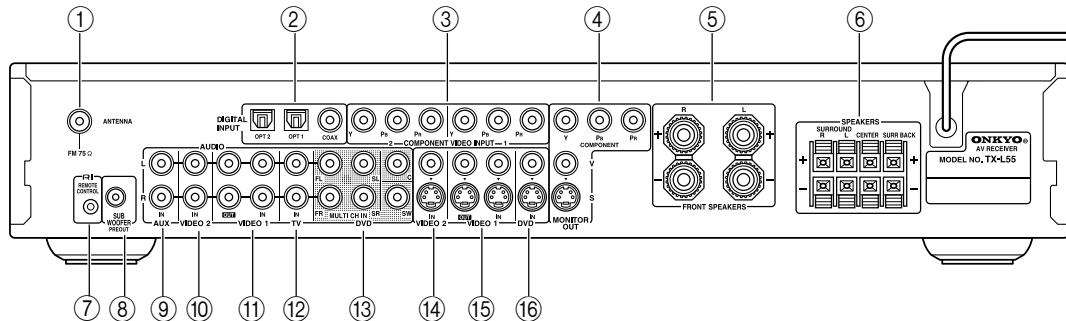 ① ② ③ ④ ⑤ ⑥
ANTENNA
FM 75 Ω
DIGITAL INPUT
OPT 2 OPT 1 COAX
Y PB PR Y PB PR
2 COMPONENT VIDEO INPUT 1
Y PB PR
COMPONENT
R L
+ +
− −
FRONT SPEAKERS
SPEAKERS
SURROUND
R L CENTER SURR BACK
+ +
− −
ONKYO®
AV RECEIVER
MODEL NO. TX-L55
AUDIO
L
R
FL SL C
FR MULTI CH IN SR SW
V
S
RI
REMOTE CONTROL
SUB WOOFER PREOUT
IN IN OUT IN IN
AUX VIDEO 2 VIDEO 1 TV DVD
IN OUT IN IN
VIDEO 2 VIDEO 1 DVD
MONITOR OUT
⑦ ⑧ ⑨ ⑩ ⑪ ⑫ ⑬ ⑭ ⑮ ⑯